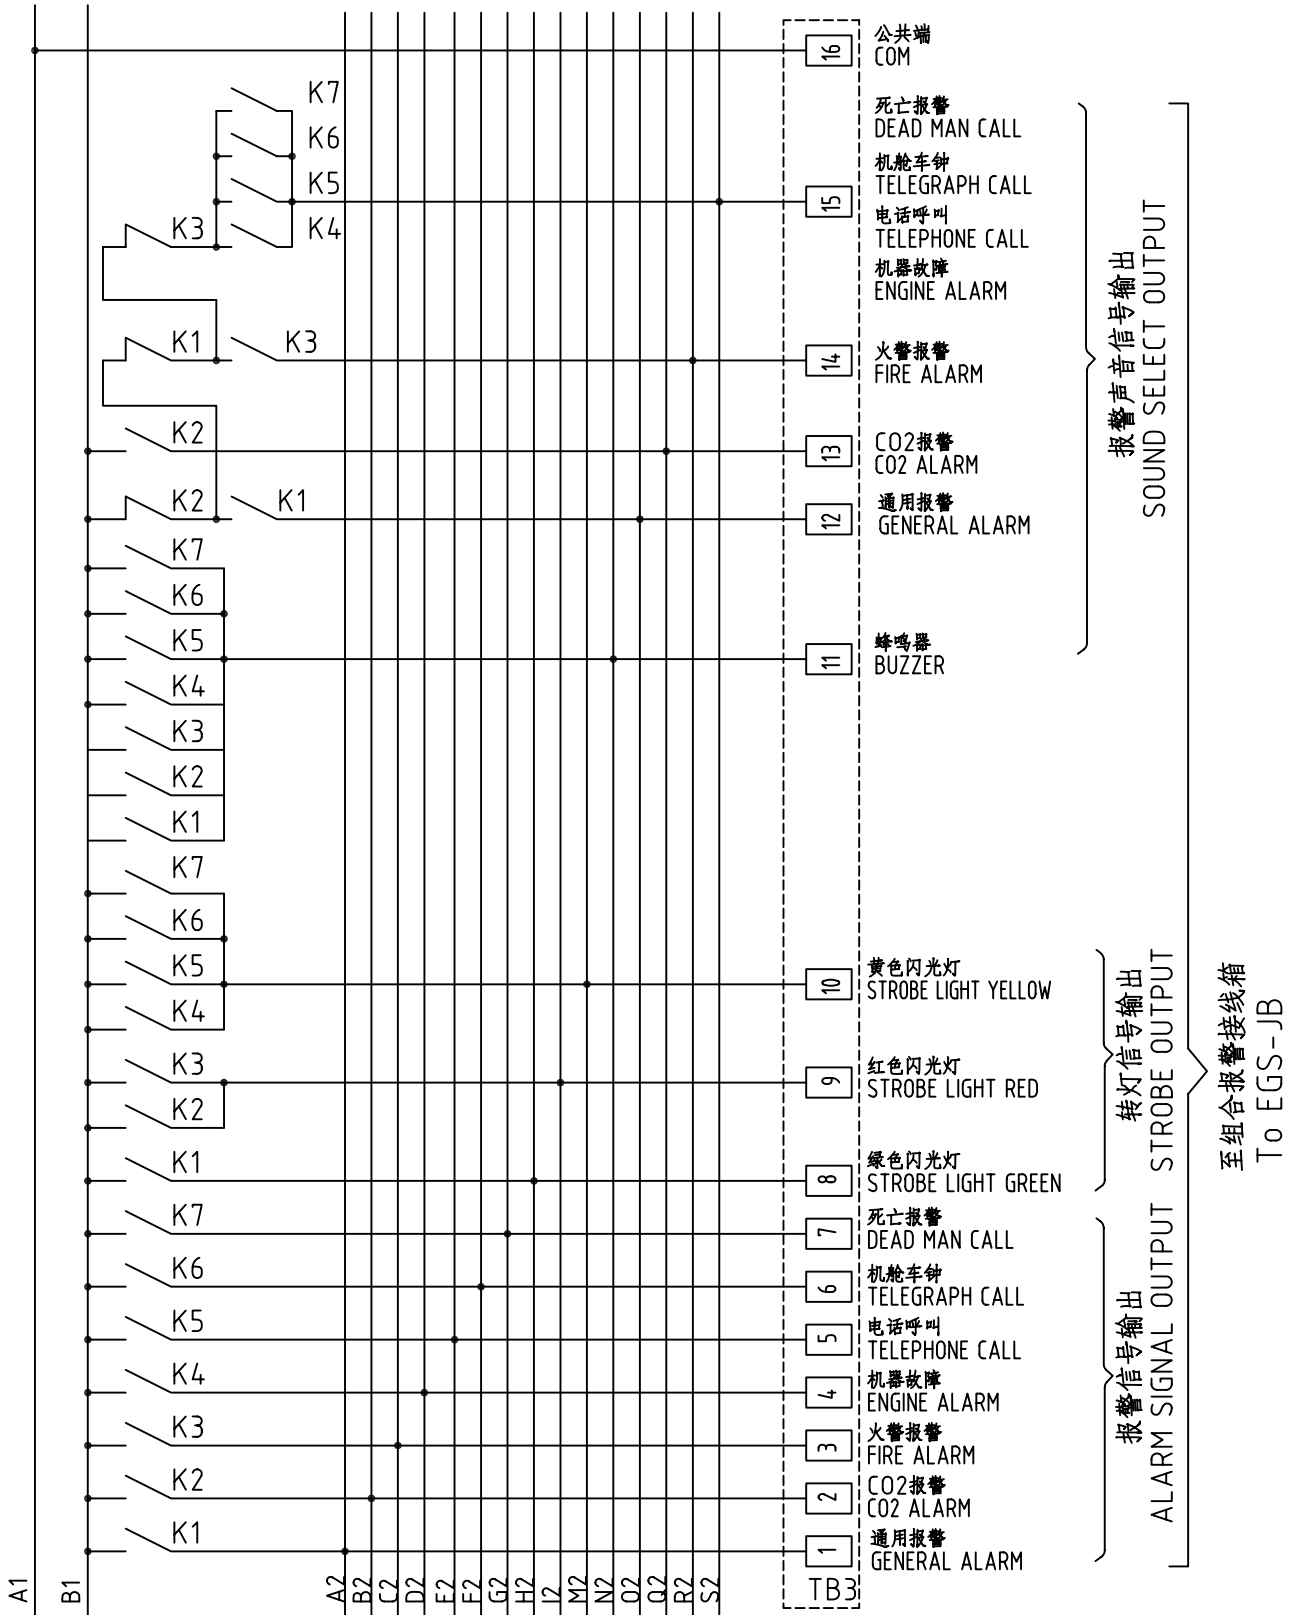 16
公共端
COM
K7
死亡报警
DEAD MAN CALL
K6
机舱车钟
TELEGRAPH CALL
K5
15
电话呼叫
TELEPHONE CALL
K3
K4
机器故障
ENGINE ALARM
K1
K3
14
火警报警
FIRE ALARM
K2
13
CO2报警
CO2 ALARM
K2
K1
12
通用报警
GENERAL ALARM
K7
K6
K5
11
蜂鸣器
BUZZER
K4
K3
K2
K1
报警声音信号输出
SOUND SELECT OUTPUT
K7
K6
K5
10
黄色闪光灯
STROBE LIGHT YELLOW
K4
K3
9
红色闪光灯
STROBE LIGHT RED
K2
K1
8
绿色闪光灯
STROBE LIGHT GREEN
转灯信号输出
STROBE OUTPUT
至组合报警接线箱
To EGS-JB
K7
7
死亡报警
DEAD MAN CALL
K6
6
机舱车钟
TELEGRAPH CALL
K5
5
电话呼叫
TELEPHONE CALL
K4
4
机器故障
ENGINE ALARM
K3
3
火警报警
FIRE ALARM
K2
2
CO2报警
CO2 ALARM
K1
1
通用报警
GENERAL ALARM
报警信号输出
ALARM SIGNAL OUTPUT
A1
B1
A2
B2
C2
D2
E2
F2
G2
H2
I2
M2
N2
O2
Q2
R2
S2
TB3